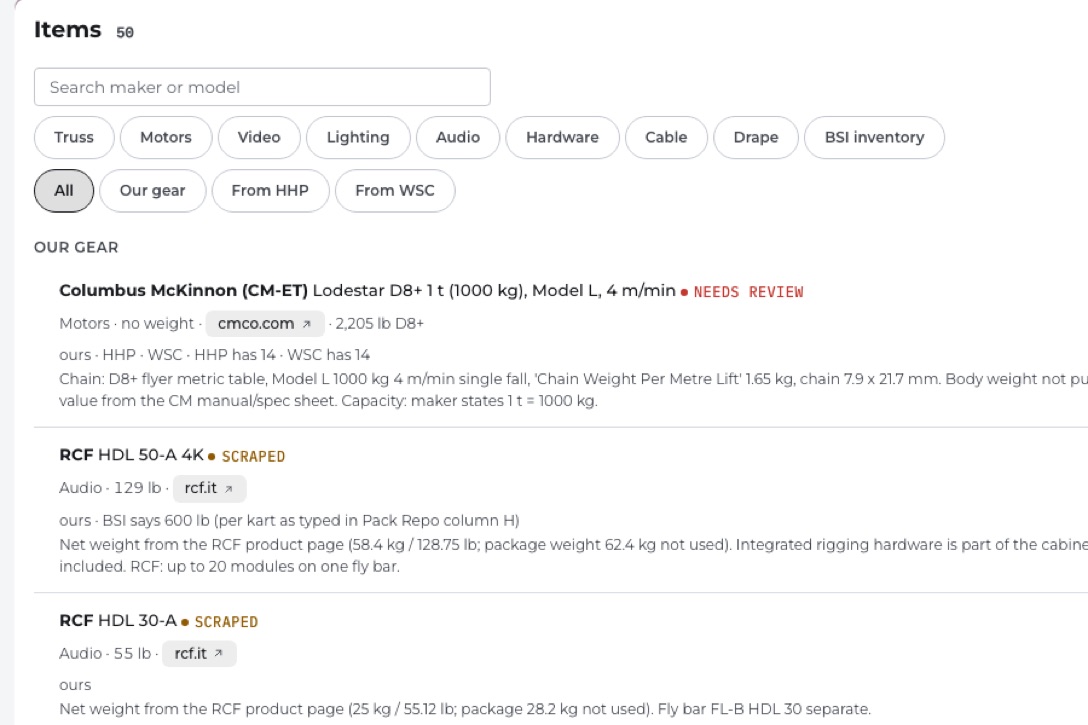 Items 50
Search maker or model
Truss Motors Video Lighting Audio Hardware Cable Drape BSI inventory
All Our gear From HHP From WSC
OUR GEAR
Columbus McKinnon (CM-ET) Lodestar D8+ 1 t (1000 kg), Model L, 4 m/min ● NEEDS REVIEW
Motors · no weight · cmco.com ↗ · 2,205 lb D8+
ours · HHP · WSC · HHP has 14 · WSC has 14
Chain: D8+ flyer metric table, Model L 1000 kg 4 m/min single fall, 'Chain Weight Per Metre Lift' 1.65 kg, chain 7.9 x 21.7 mm. Body weight not pu
value from the CM manual/spec sheet. Capacity: maker states 1 t = 1000 kg.
RCF HDL 50-A 4K ● SCRAPED
Audio · 129 lb · rcf.it ↗
ours · BSI says 600 lb (per kart as typed in Pack Repo column H)
Net weight from the RCF product page (58.4 kg / 128.75 lb; package weight 62.4 kg not used). Integrated rigging hardware is part of the cabine
included. RCF: up to 20 modules on one fly bar.
RCF HDL 30-A ● SCRAPED
Audio · 55 lb · rcf.it ↗
ours
Net weight from the RCF product page (25 kg / 55.12 lb; package 28.2 kg not used). Fly bar FL-B HDL 30 separate.